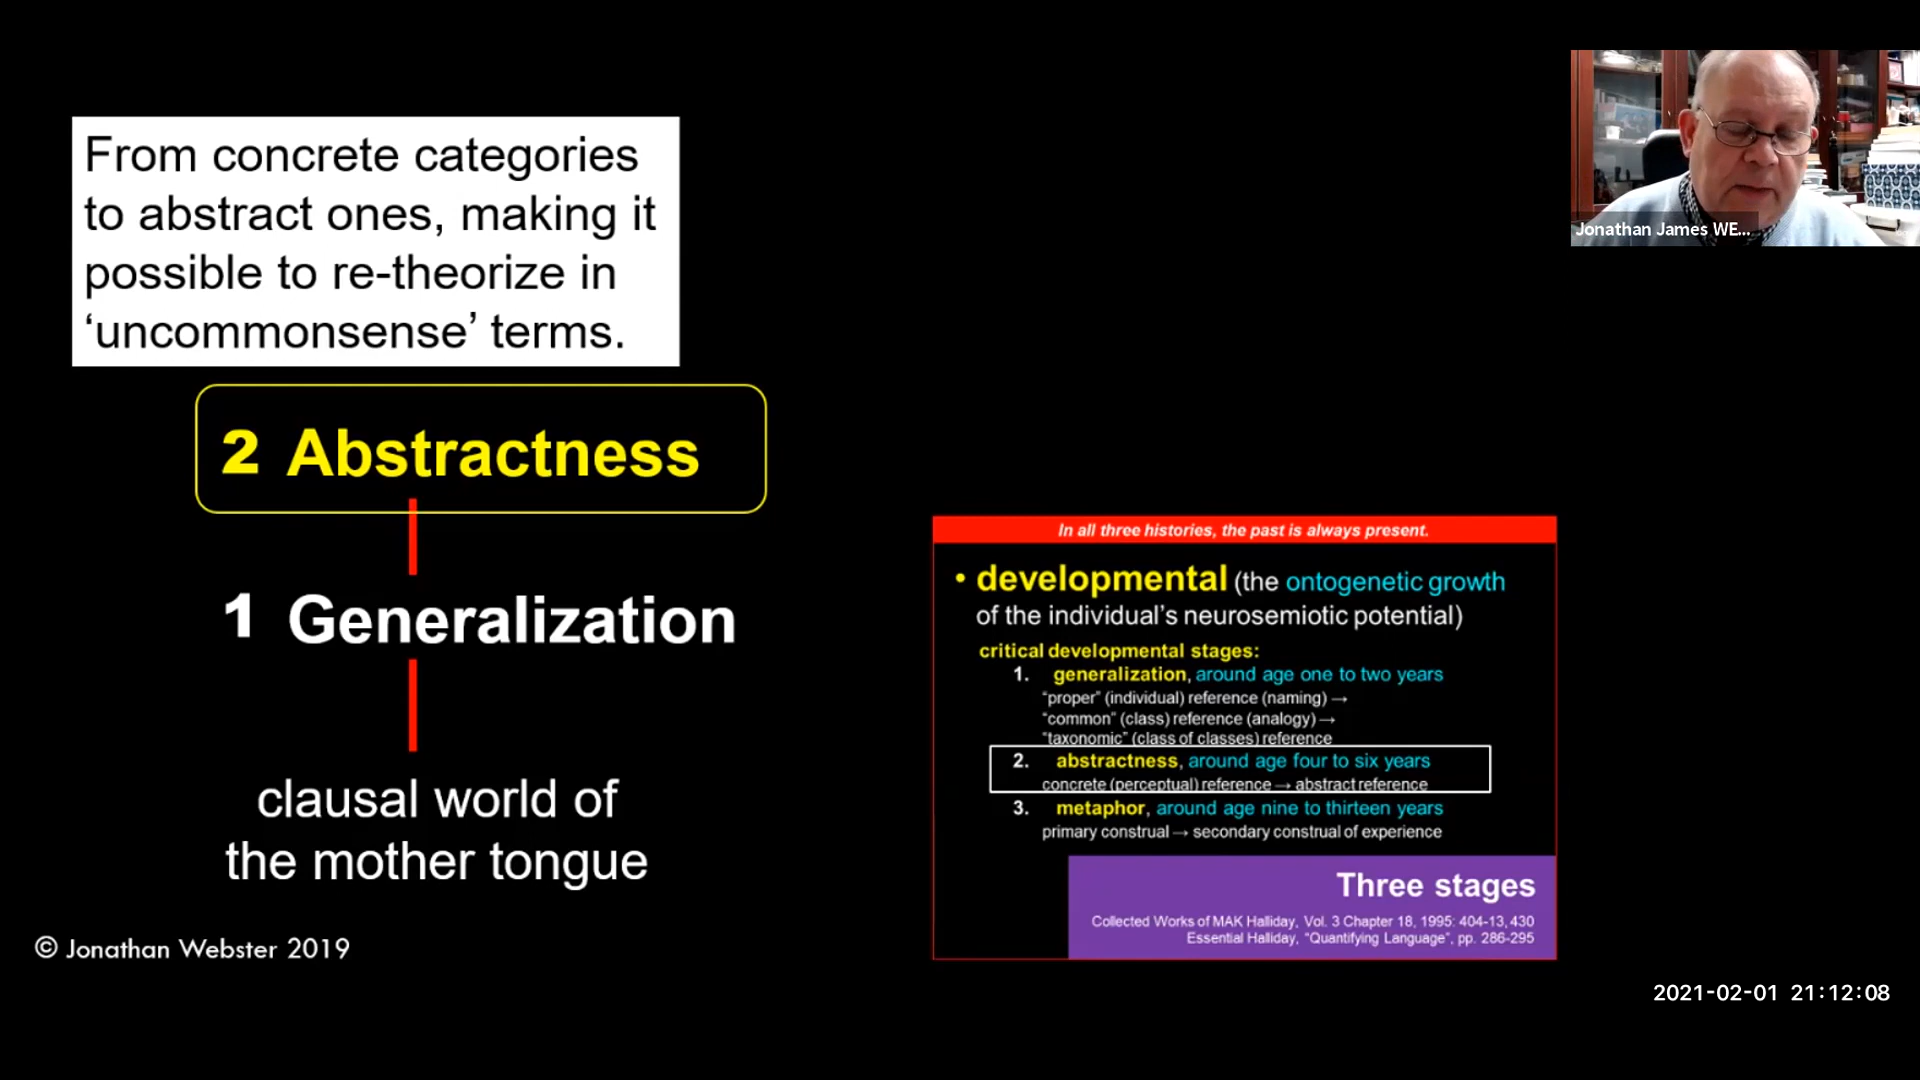 From concrete categories
to abstract ones, making it
possible to re-theorize in
‘uncommonsense’ terms.
2 Abstractness
1 Generalization
clausal world of
the mother tongue
© Jonathan Webster 2019
Jonathan James WE...
In all three histories, the past is always present.
• developmental (the ontogenetic growth
of the individual’s neurosemiotic potential)
critical developmental stages:
1. generalization, around age one to two years
“proper” (individual) reference (naming) →
“common” (class) reference (analogy) →
“taxonomic” (class of classes) reference
2. abstractness, around age four to six years
concrete (perceptual) reference → abstract reference
3. metaphor, around age nine to thirteen years
primary construal → secondary construal of experience
Three stages
Collected Works of MAK Halliday, Vol. 3 Chapter 18, 1995: 404-13, 430
Essential Halliday, “Quantifying Language”, pp. 286-295
2021-02-01 21:12:08